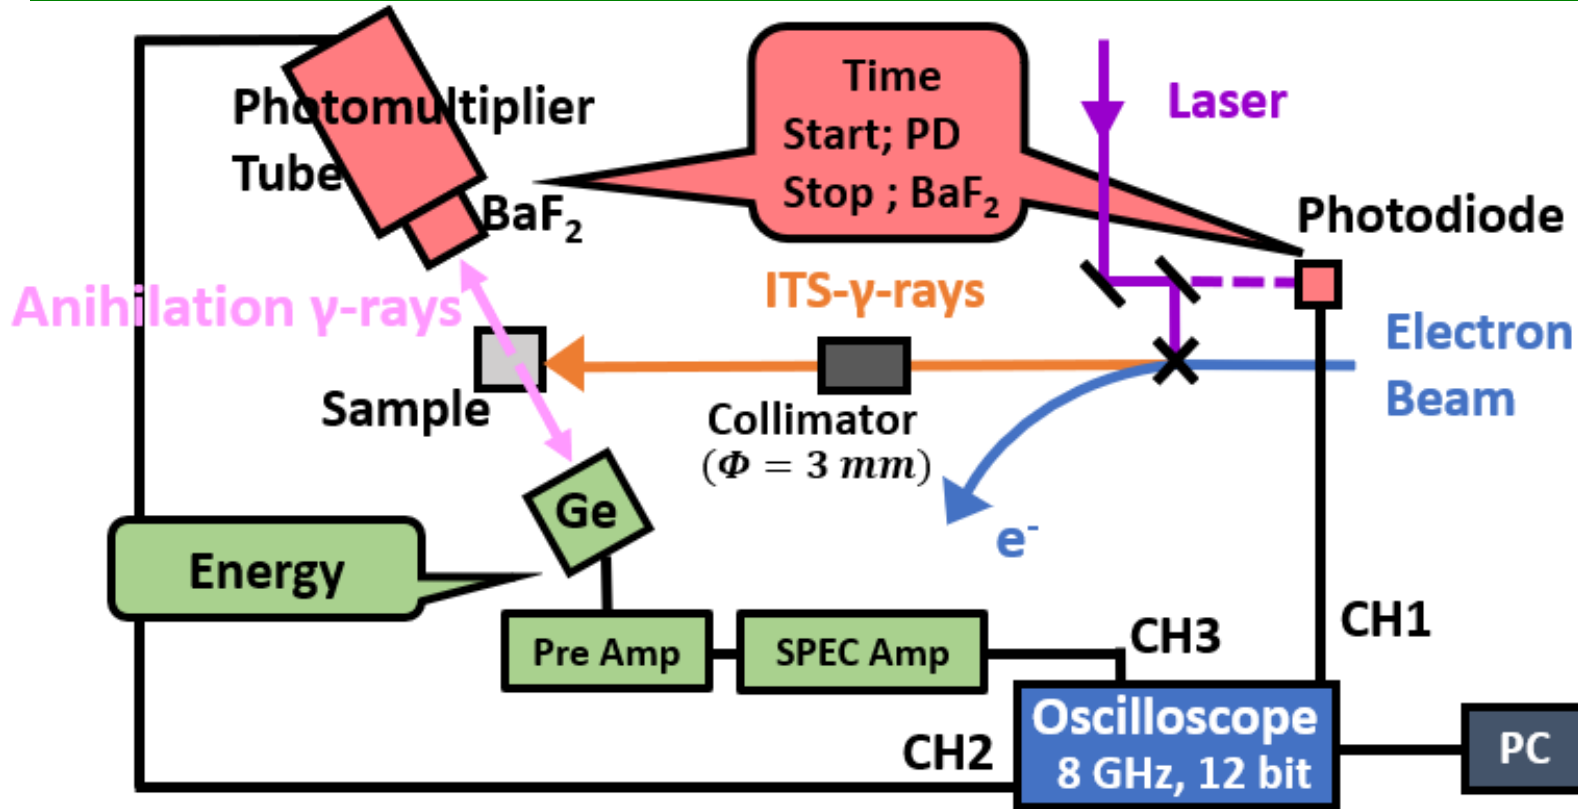 Photomultiplier
Tube
BaF₂
Time
Start; PD
Stop ; BaF₂
Laser
Photodiode
Anihilation γ-rays
ITS-γ-rays
Electron
Beam
Sample
Collimator
(Φ = 3 mm)
Ge
e⁻
Energy
Pre Amp
SPEC Amp
CH3
CH1
CH2
Oscilloscope
8 GHz, 12 bit
PC